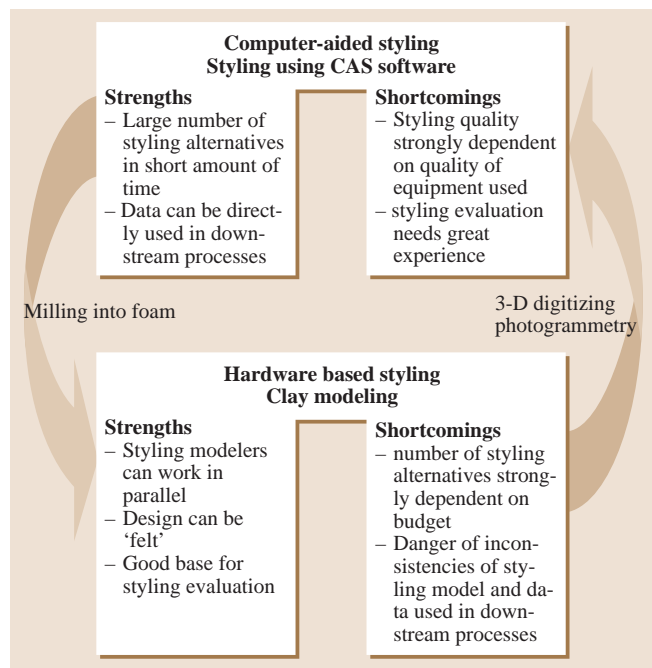 Computer-aided styling
Styling using CAS software
Strengths
– Large number of
styling alternatives
in short amount of
time
– Data can be direct-
ly used in down-
stream processes
Shortcomings
– Styling quality
strongly dependent
on quality of
equipment used
– styling evaluation
needs great
experience
Milling into foam
3-D digitizing
photogrammetry
Hardware based styling
Clay modeling
Strengths
– Styling modelers
can work in
parallel
– Design can be
‘felt’
– Good base for
styling evaluation
Shortcomings
– number of styling
alternatives strong-
ly dependent on
budget
– Danger of incon-
sistencies of sty-
ling model and da-
ta used in down-
stream processes